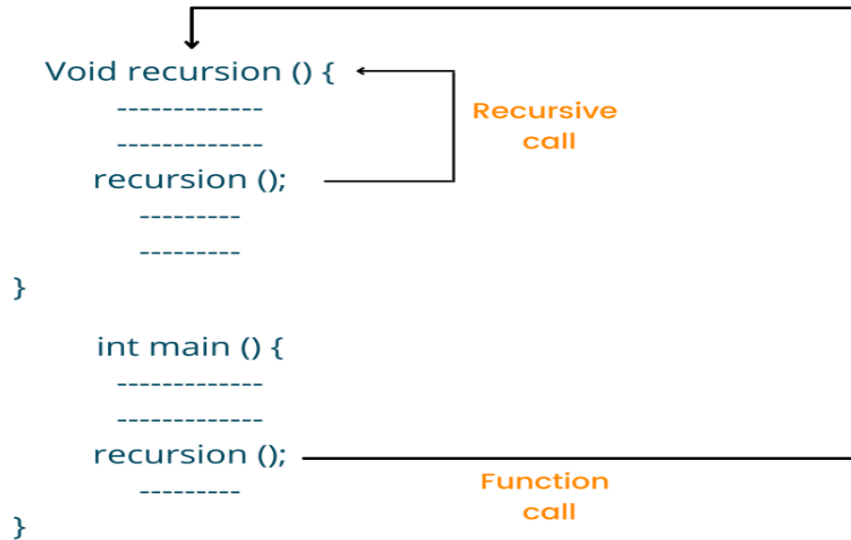 Void recursion () {
-------------
-------------
Recursive
call
recursion ();
---------
---------
}
int main () {
-------------
-------------
recursion ();
---------
Function
call
}